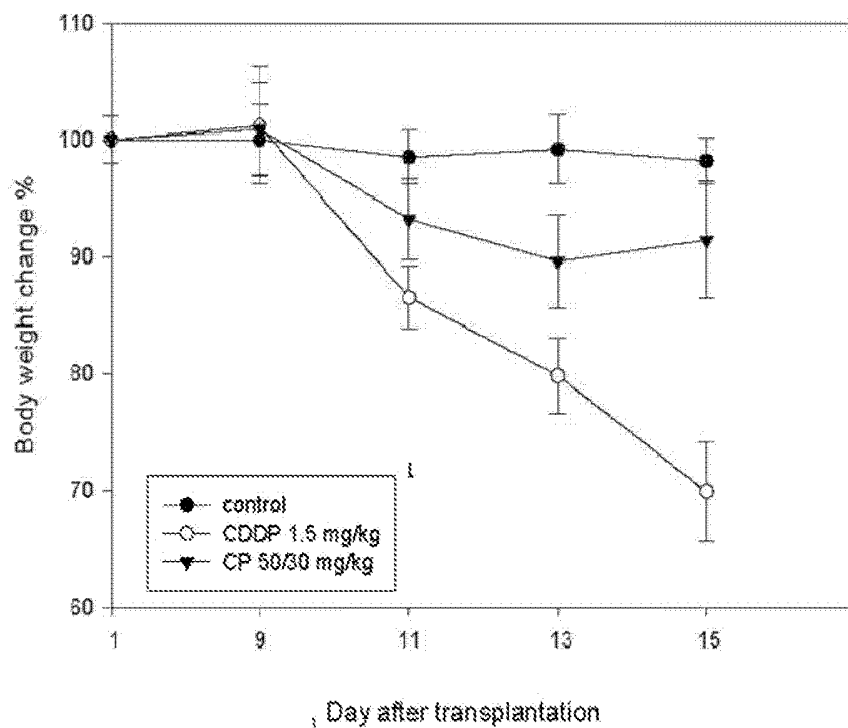 110
100
90
80
70
60
Body weight change %
control
CDDP 1.5 mg/kg
CP 50/30 mg/kg
1 9 11 13 15
Day after transplantation